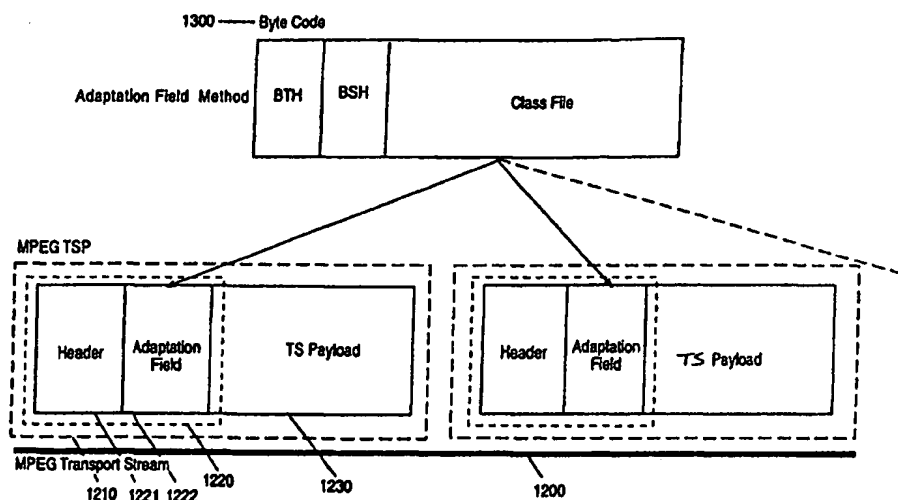 1300 Byte Code
Adaptation Field Method BTH BSH Class File
MPEG TSP
Header Adaptation Field TS Payload Header Adaptation Field TS Payload
MPEG Transport Stream
1210 1221 1222 1220 1230 1200